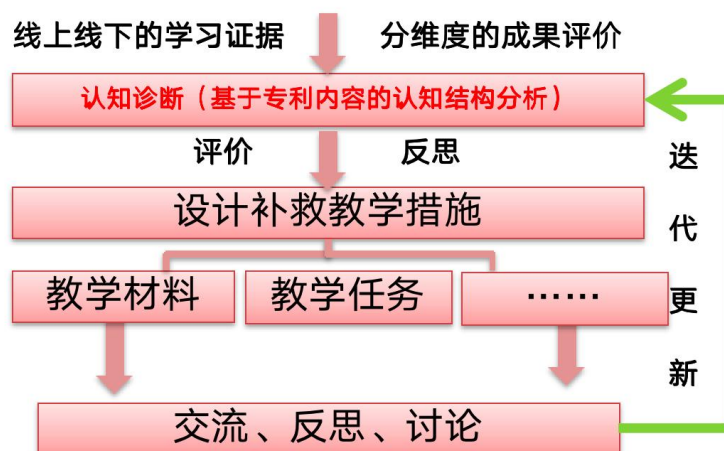 线上线下的学习证据 分维度的成果评价
认知诊断（基于专利内容的认知结构分析）
评价 反思
设计补救教学措施
教学材料 教学任务 ……
交流、反思、讨论
迭
代
更
新